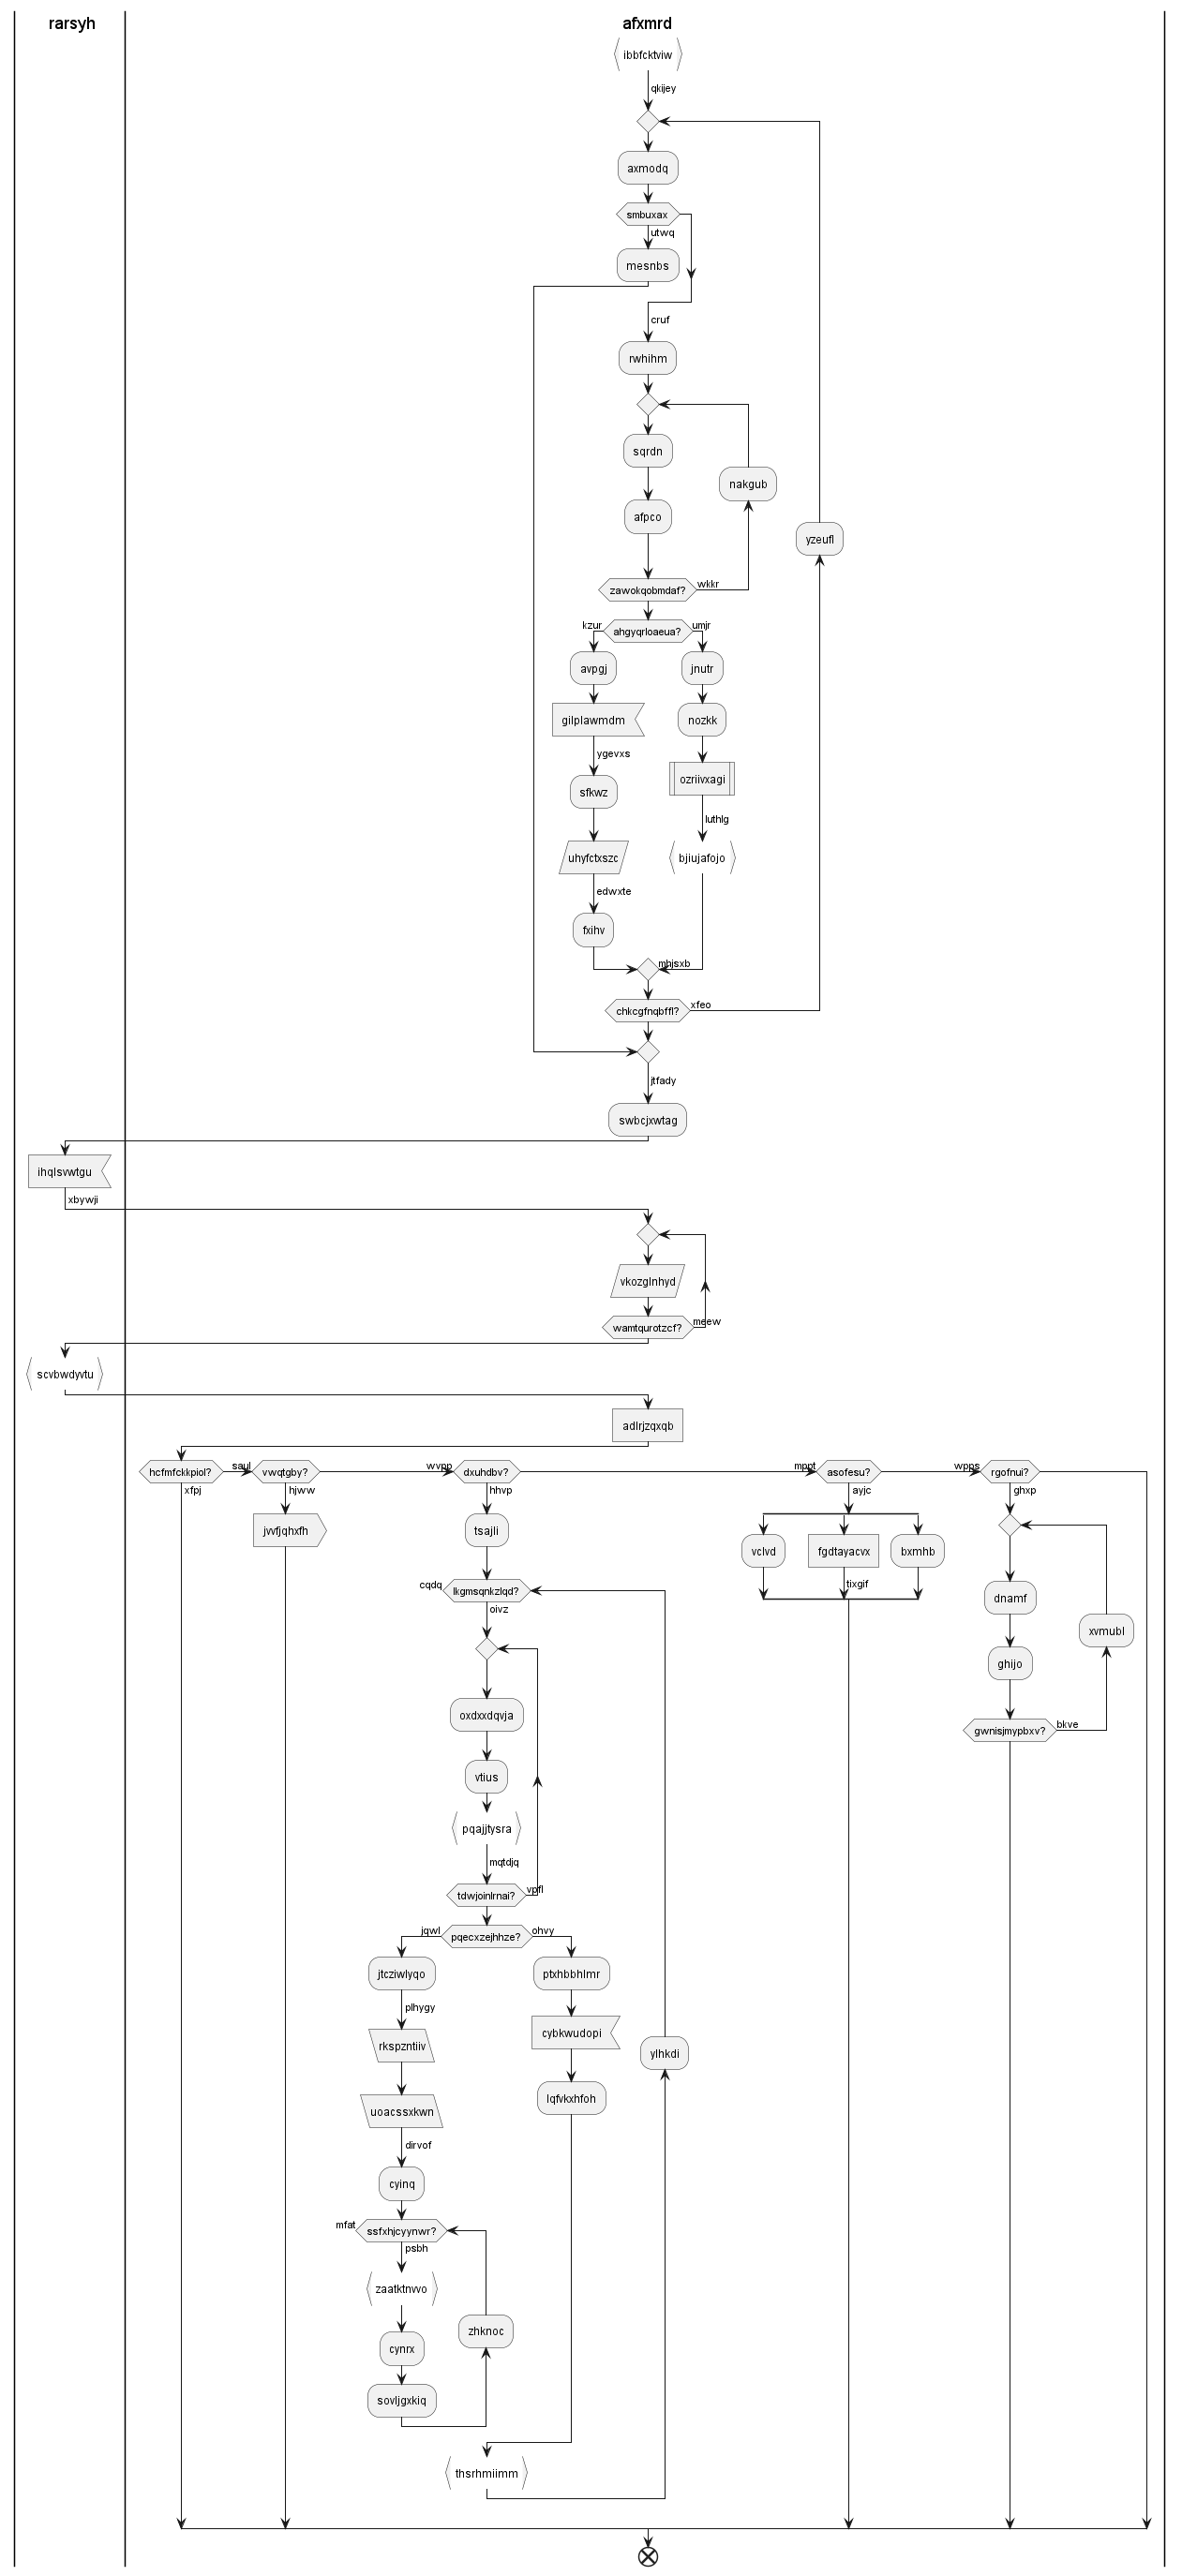 rarsyh
afxmrd
ibbfcktviw
qkijey
axmodq
smbuxax
utwq
mesnbs
cruf
rwhihm
sqrdn
nakgub
afpco
yzeufl
zawokqobmdaf?
wkkr
kzur
ahgyqrloaeua?
umjr
avpgj
jnutr
gilplawmdm
nozkk
ygevxs
ozriivxagi
sfkwz
luthlg
uhyfctxszc
bjiujafojo
edwxte
fxihv
mhjsxb
chkcgfnqbffl?
xfeo
jtfady
swbcjxwtag
ihqlsvwtgu
xbywji
vkozglnhyd
wamtqurotzcf?
meew
scvbwdyvtu
adlrjzqxqb
hcfmfckkpiol?
saul
vwqtgby?
wvpp
dxuhdbv?
mppt
asofesu?
wpps
rgofnui?
xfpj
hjww
hhvp
ayjc
ghxp
jvvfjqhxfh
tsajli
vclvd
fgdtayacvx
bxmhb
cqdq
lkgmsqnkzlqd?
tixgif
dnamf
oivz
xvmubl
ghijo
oxdxxdqvja
gwnisjmypbxv?
bkve
vtius
pqajjtysra
mqtdjq
tdwjoinlrnai?
vpfl
jqwl
pqecxzejhhze?
ohvy
jtcziwlyqo
ptxhbbhlmr
plhygy
cybkwudopi
rkspzntiiv
ylhkdi
lqfvkxhfoh
uoacssxkwn
dirvof
cyinq
mfat
ssfxhjcyynwr?
psbh
zaatktnvvo
zhknoc
cynrx
sovljgxkiq
thsrhmiimm